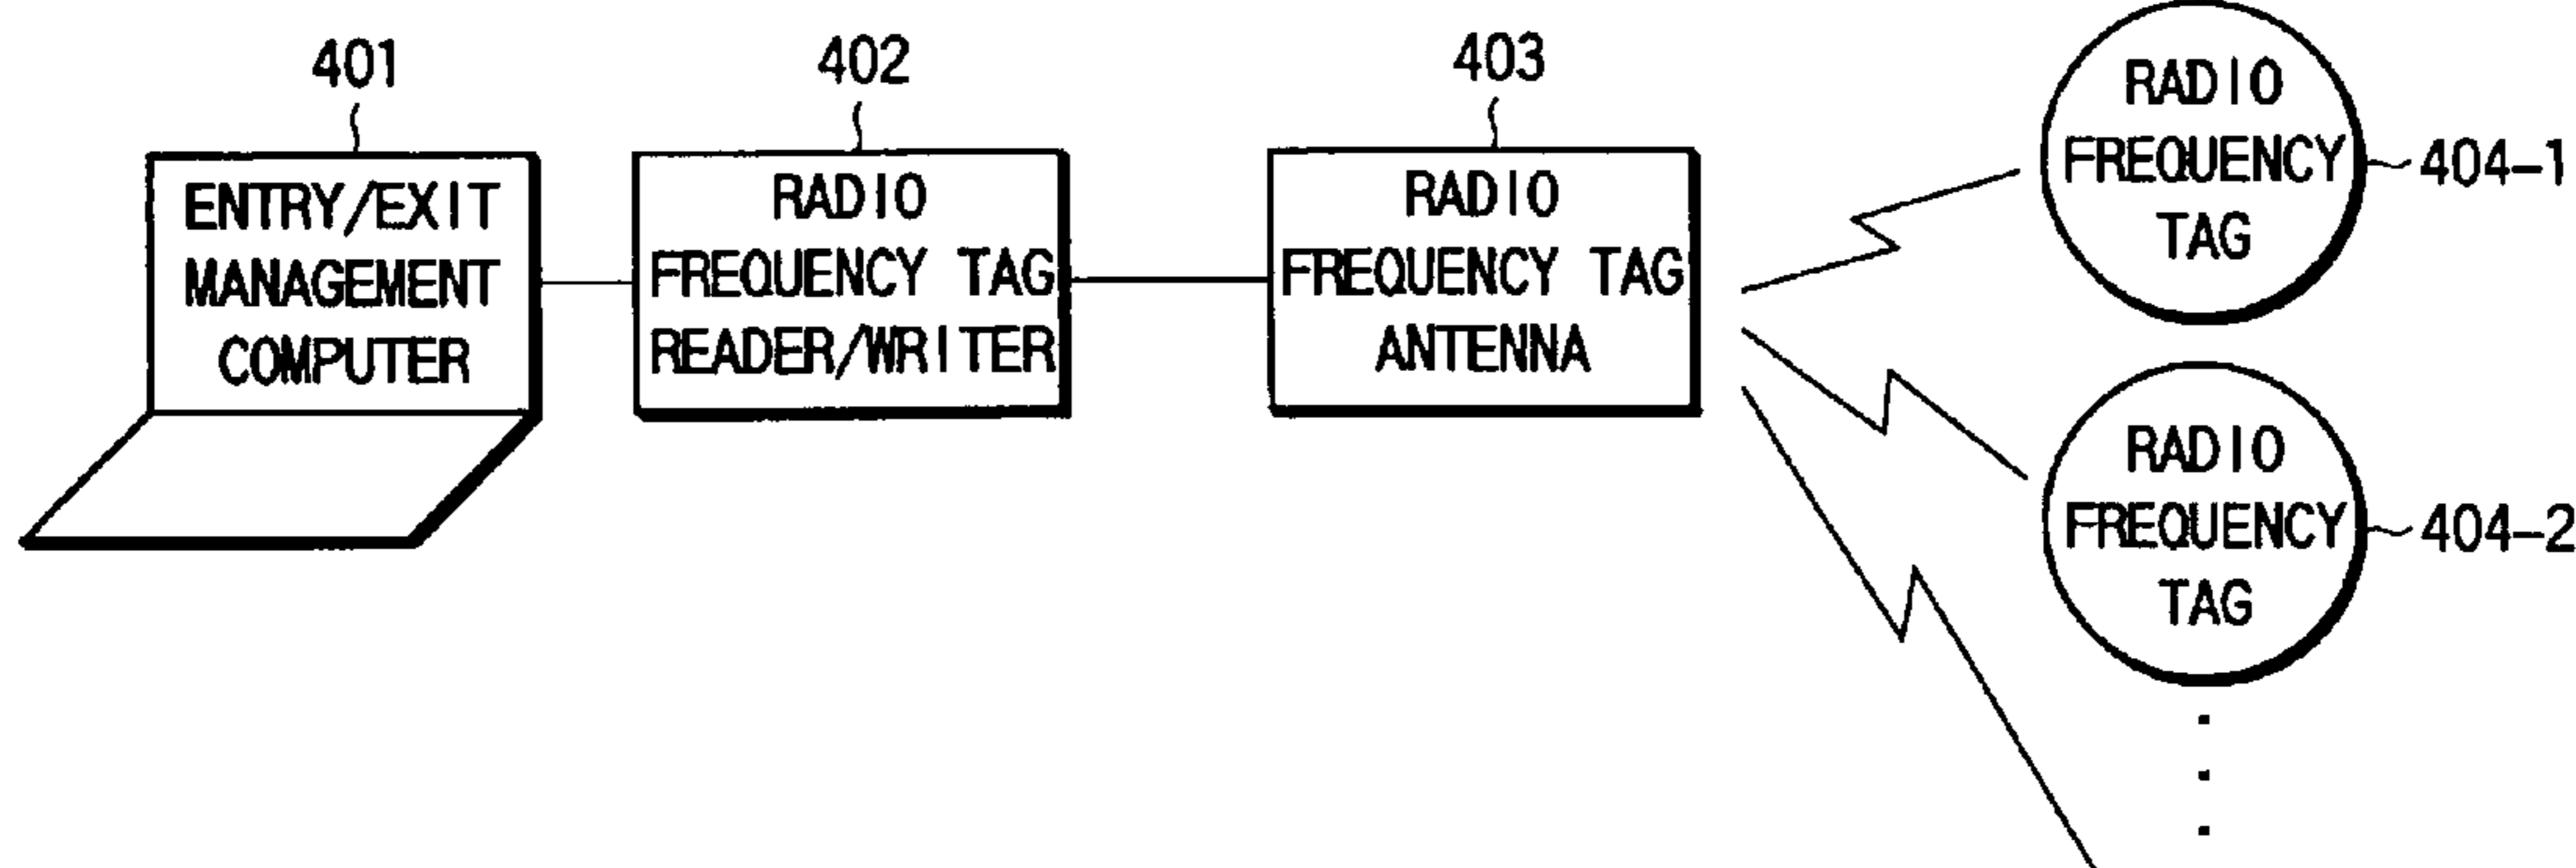 401
ENTRY/EXIT
MANAGEMENT
COMPUTER
402
RADIO
FREQUENCY TAG
READER/WRITER
403
RADIO
FREQUENCY TAG
ANTENNA
RADIO
FREQUENCY
TAG
404-1
RADIO
FREQUENCY
TAG
404-2